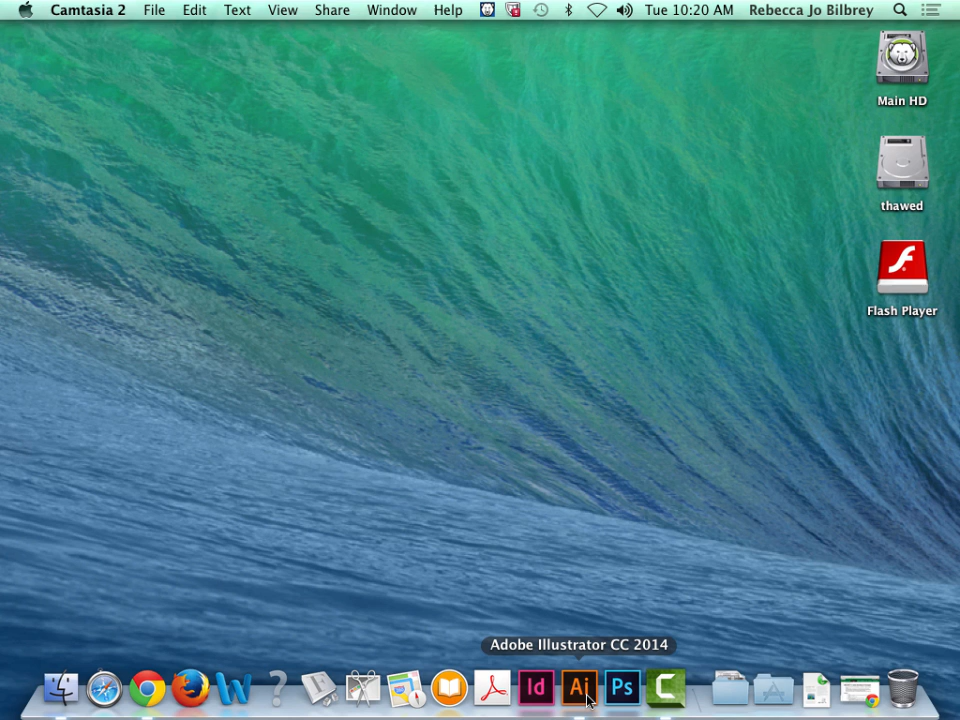 Camtasia 2 File Edit Text View Share Window Help Tue 10:20 AM Rebecca Jo Bilbrey
Main HD
thawed
Flash Player
Adobe Illustrator CC 2014
W ? Id Ai Ps C